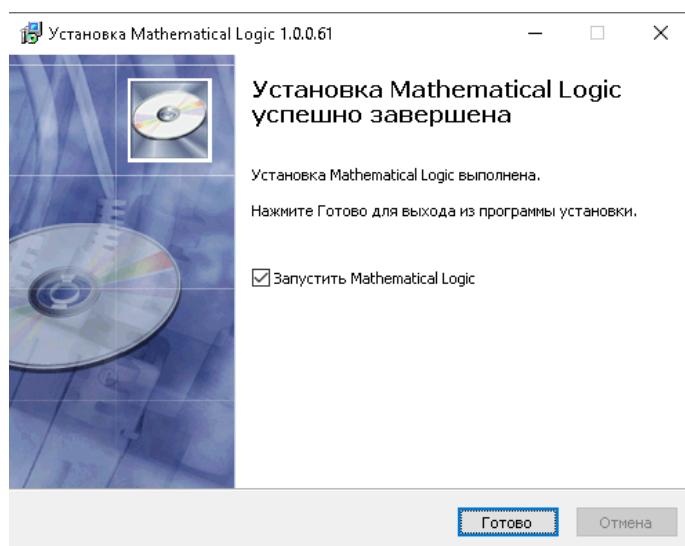 Установка Mathematical Logic 1.0.0.61
Установка Mathematical Logic
успешно завершена
Установка Mathematical Logic выполнена.
Нажмите Готово для выхода из программы установки.
Запустить Mathematical Logic
Готово
Отмена